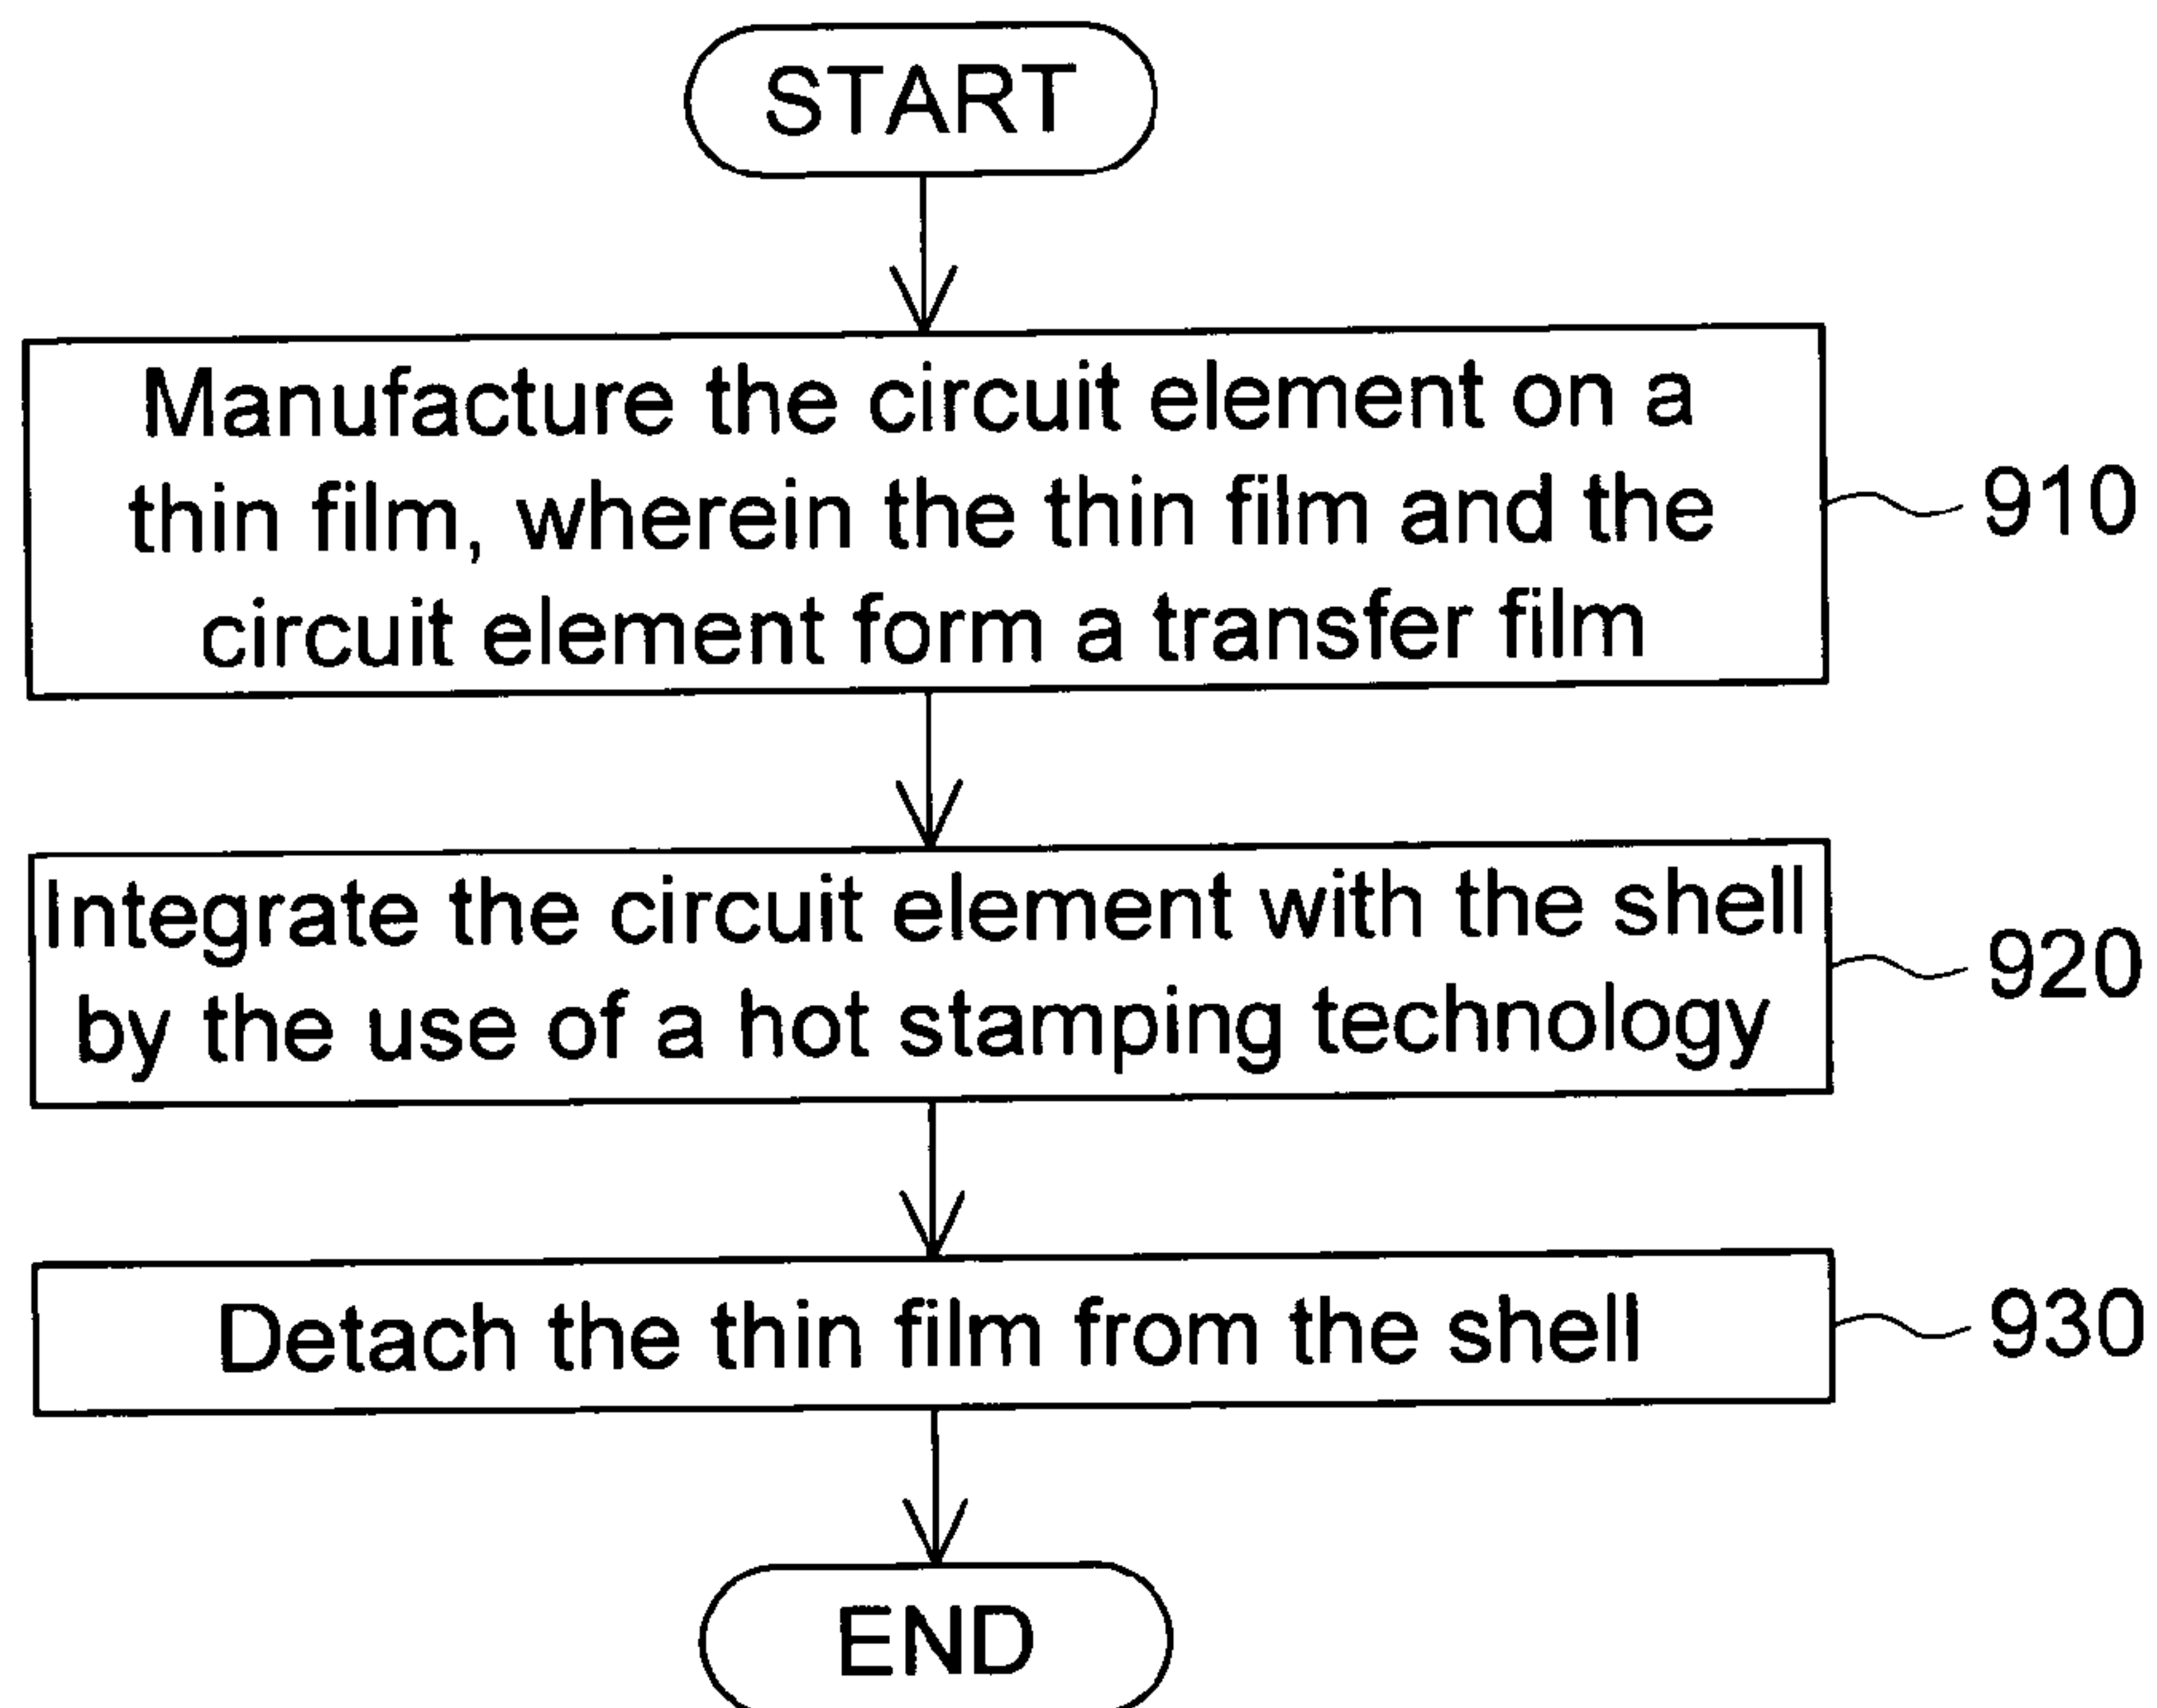 START
Manufacture the circuit element on a
thin film, wherein the thin film and the
circuit element form a transfer film
910
Integrate the circuit element with the shell
by the use of a hot stamping technology
920
Detach the thin film from the shell
930
END